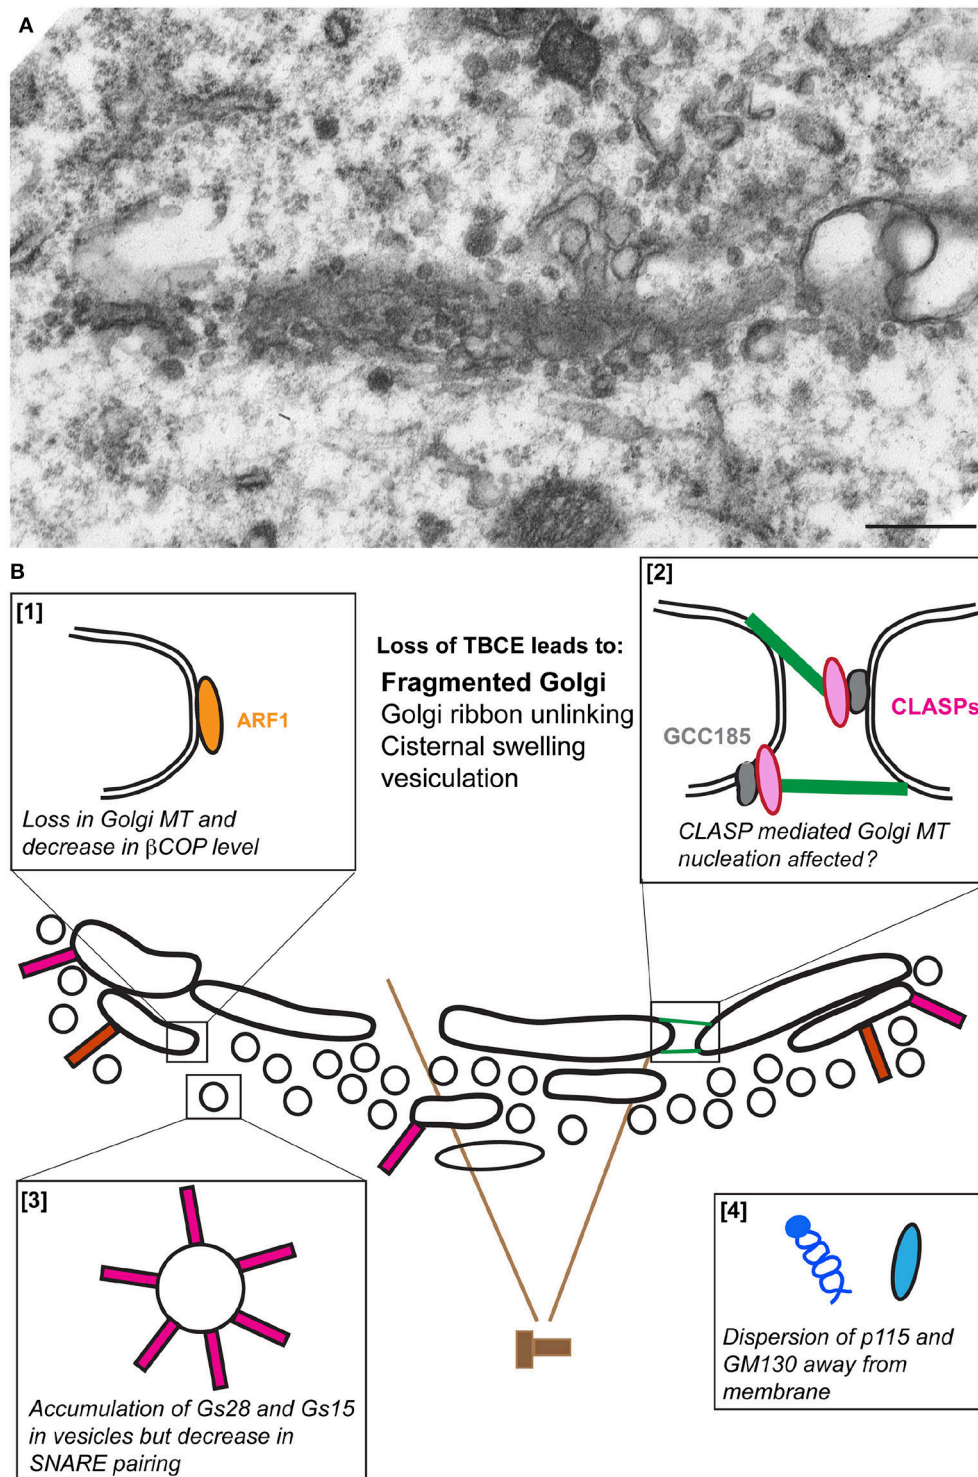 A
B
[1]
ARF1
Loss in Golgi MT and
decrease in βCOP level
Loss of TBCE leads to:
Fragmented Golgi
Golgi ribbon unlinking
Cisternal swelling
vesiculation
[2]
CLASPs
GCC185
CLASP mediated Golgi MT
nucleation affected?
[3]
Accumulation of Gs28 and Gs15
in vesicles but decrease in
SNARE pairing
[4]
Dispersion of p115 and
GM130 away from
membrane